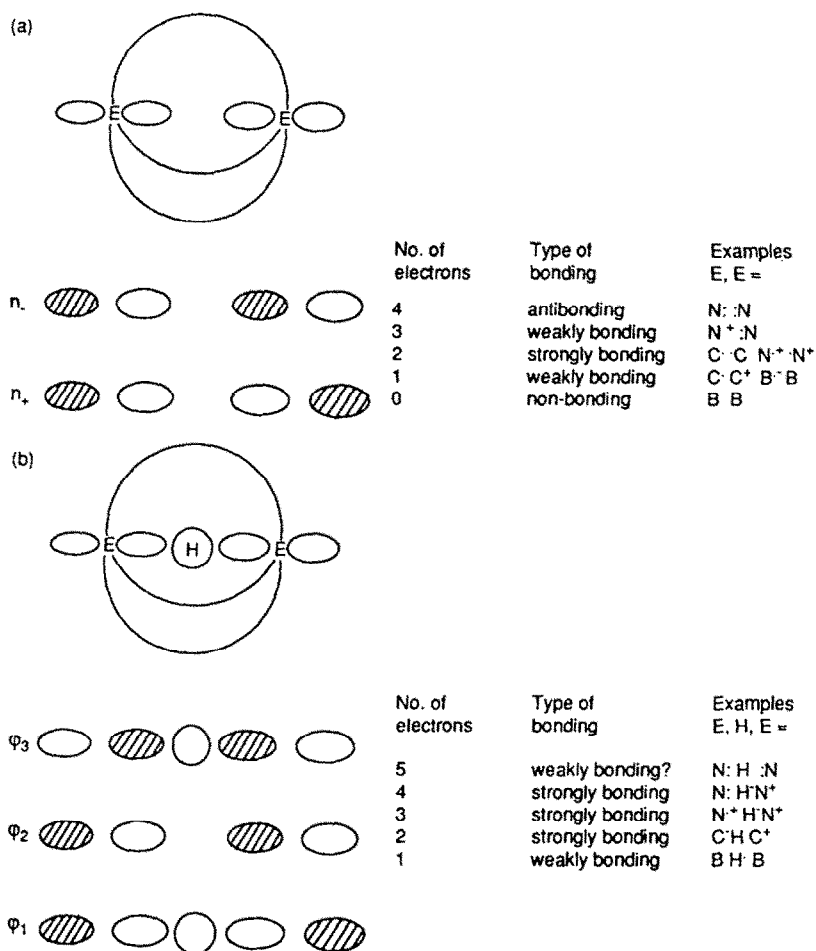 (a)
E E
No. of electrons Type of bonding Examples E, E =
n₋
4 antibonding N: :N
3 weakly bonding N⁺ :N
2 strongly bonding C· ·C N·⁺ ·N⁺
1 weakly bonding C· C⁺ B·⁻ B
n₊
0 non-bonding B B
(b)
E H E
No. of electrons Type of bonding Examples E, H, E =
φ₃
5 weakly bonding? N: H· :N
4 strongly bonding N: H·N⁺
3 strongly bonding N·⁺ H·N⁺
φ₂
2 strongly bonding C·H C⁺
1 weakly bonding B H· B
φ₁